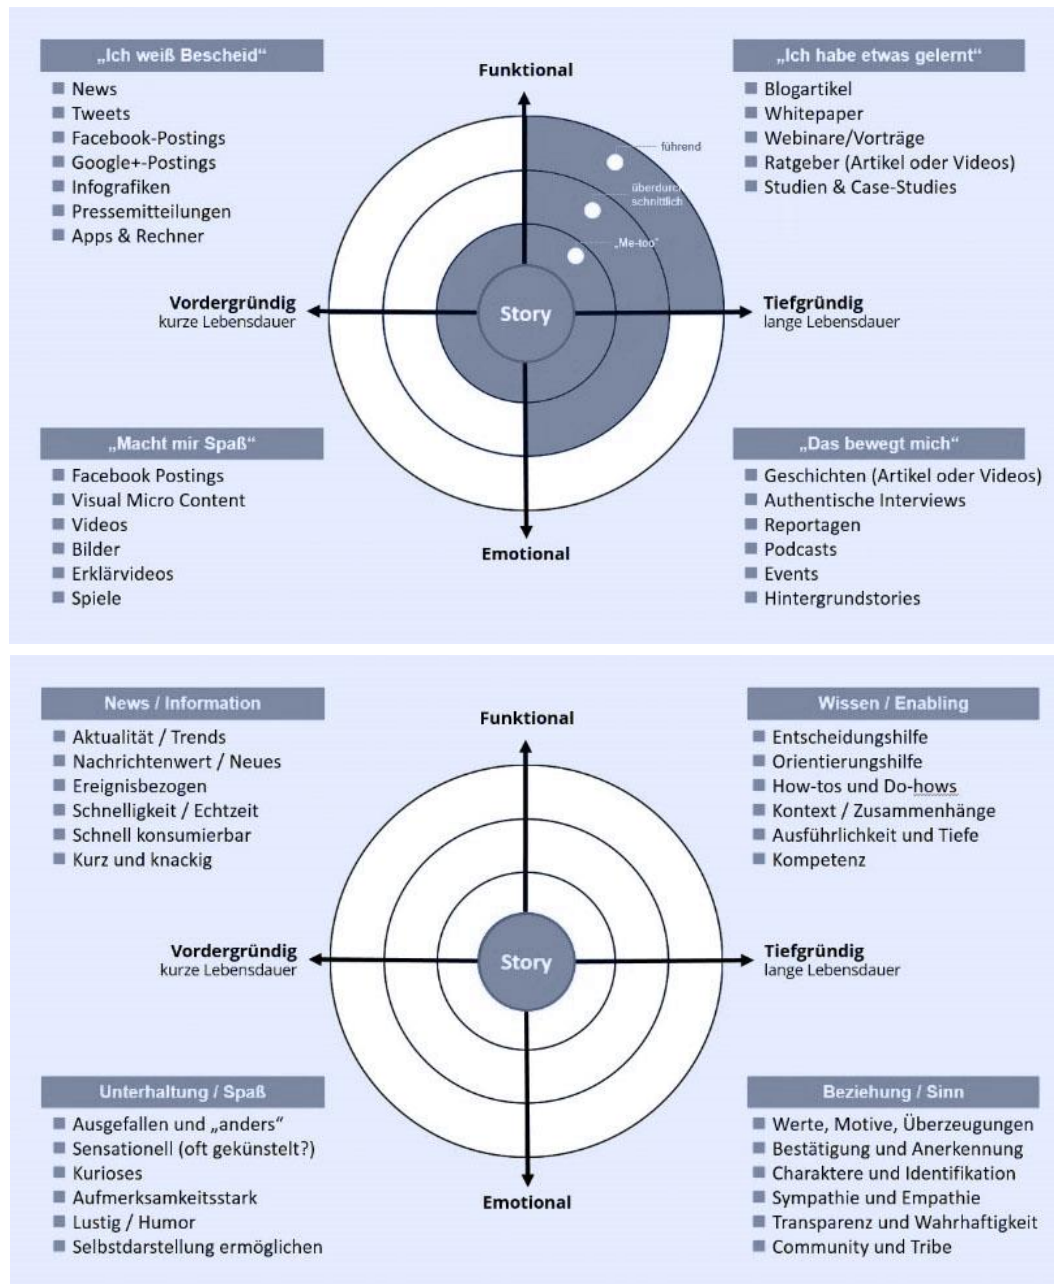 „Ich weiß Bescheid“
News
Tweets
Facebook-Postings
Google+-Postings
Infografiken
Pressemitteilungen
Apps & Rechner
Funktional
„Ich habe etwas gelernt“
Blogartikel
Whitepaper
Webinare/Vorträge
Ratgeber (Artikel oder Videos)
Studien & Case-Studies
führend
überdurch
schnittlich
„Me-too“
Vordergründig
kurze Lebensdauer
Story
Tiefgründig
lange Lebensdauer
„Macht mir Spaß“
Facebook Postings
Visual Micro Content
Videos
Bilder
Erklärvideos
Spiele
Emotional
„Das bewegt mich“
Geschichten (Artikel oder Videos)
Authentische Interviews
Reportagen
Podcasts
Events
Hintergrundstories
News / Information
Aktualität / Trends
Nachrichtenwert / Neues
Ereignisbezogen
Schnelligkeit / Echtzeit
Schnell konsumierbar
Kurz und knackig
Funktional
Wissen / Enabling
Entscheidungshilfe
Orientierungshilfe
How-tos und Do-hows
Kontext / Zusammenhänge
Ausführlichkeit und Tiefe
Kompetenz
Vordergründig
kurze Lebensdauer
Story
Tiefgründig
lange Lebensdauer
Unterhaltung / Spaß
Ausgefallen und „anders“
Sensationell (oft gekünstelt?)
Kurioses
Aufmerksamkeitsstark
Lustig / Humor
Selbstdarstellung ermöglichen
Emotional
Beziehung / Sinn
Werte, Motive, Überzeugungen
Bestätigung und Anerkennung
Charaktere und Identifikation
Sympathie und Empathie
Transparenz und Wahrhaftigkeit
Community und Tribe